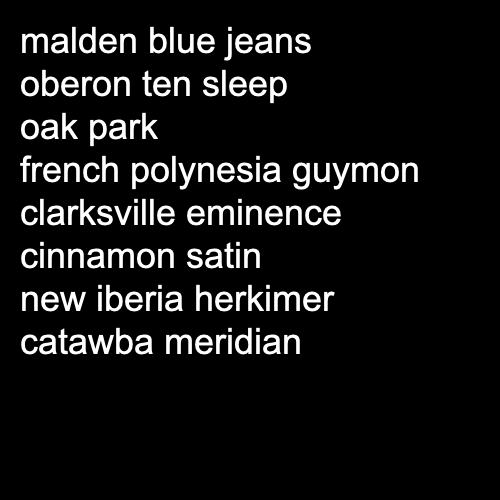 malden blue jeans
oberon ten sleep
oak park
french polynesia guymon
clarksville eminence
cinnamon satin
new iberia herkimer
catawba meridian